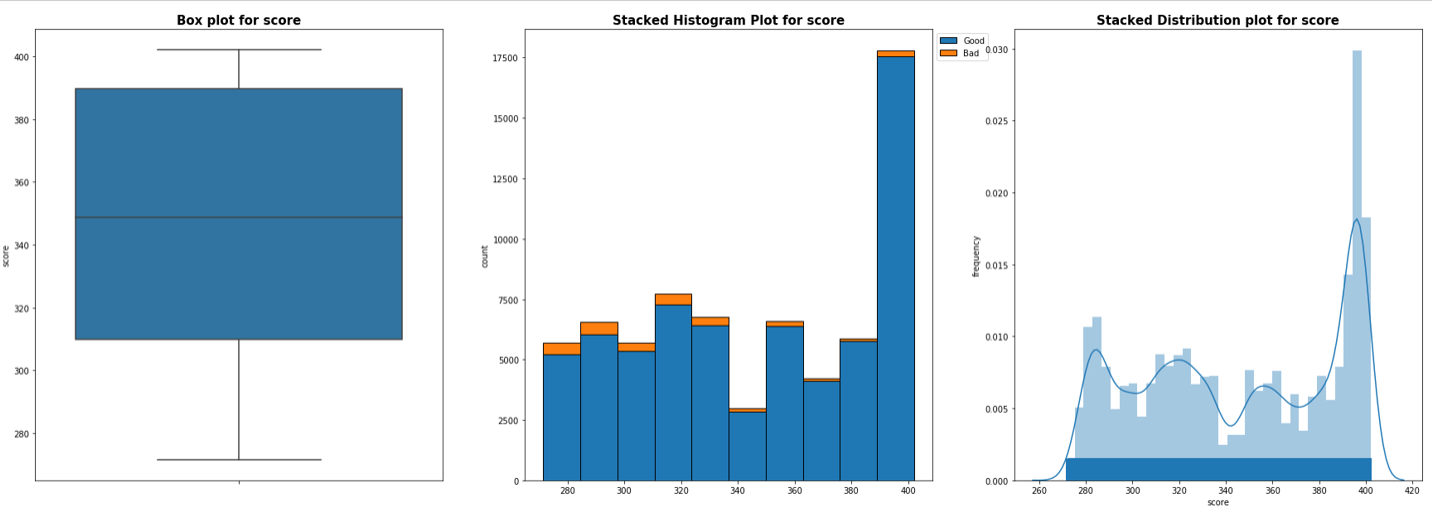 Box plot for score
score
400
380
360
340
320
300
280
Stacked Histogram Plot for score
count
17500
15000
12500
10000
7500
5000
2500
0
280 300 320 340 360 380 400
Good
Bad
Stacked Distribution plot for score
frequency
0.030
0.025
0.020
0.015
0.010
0.005
0.000
260 280 300 320 340 360 380 400 420
score